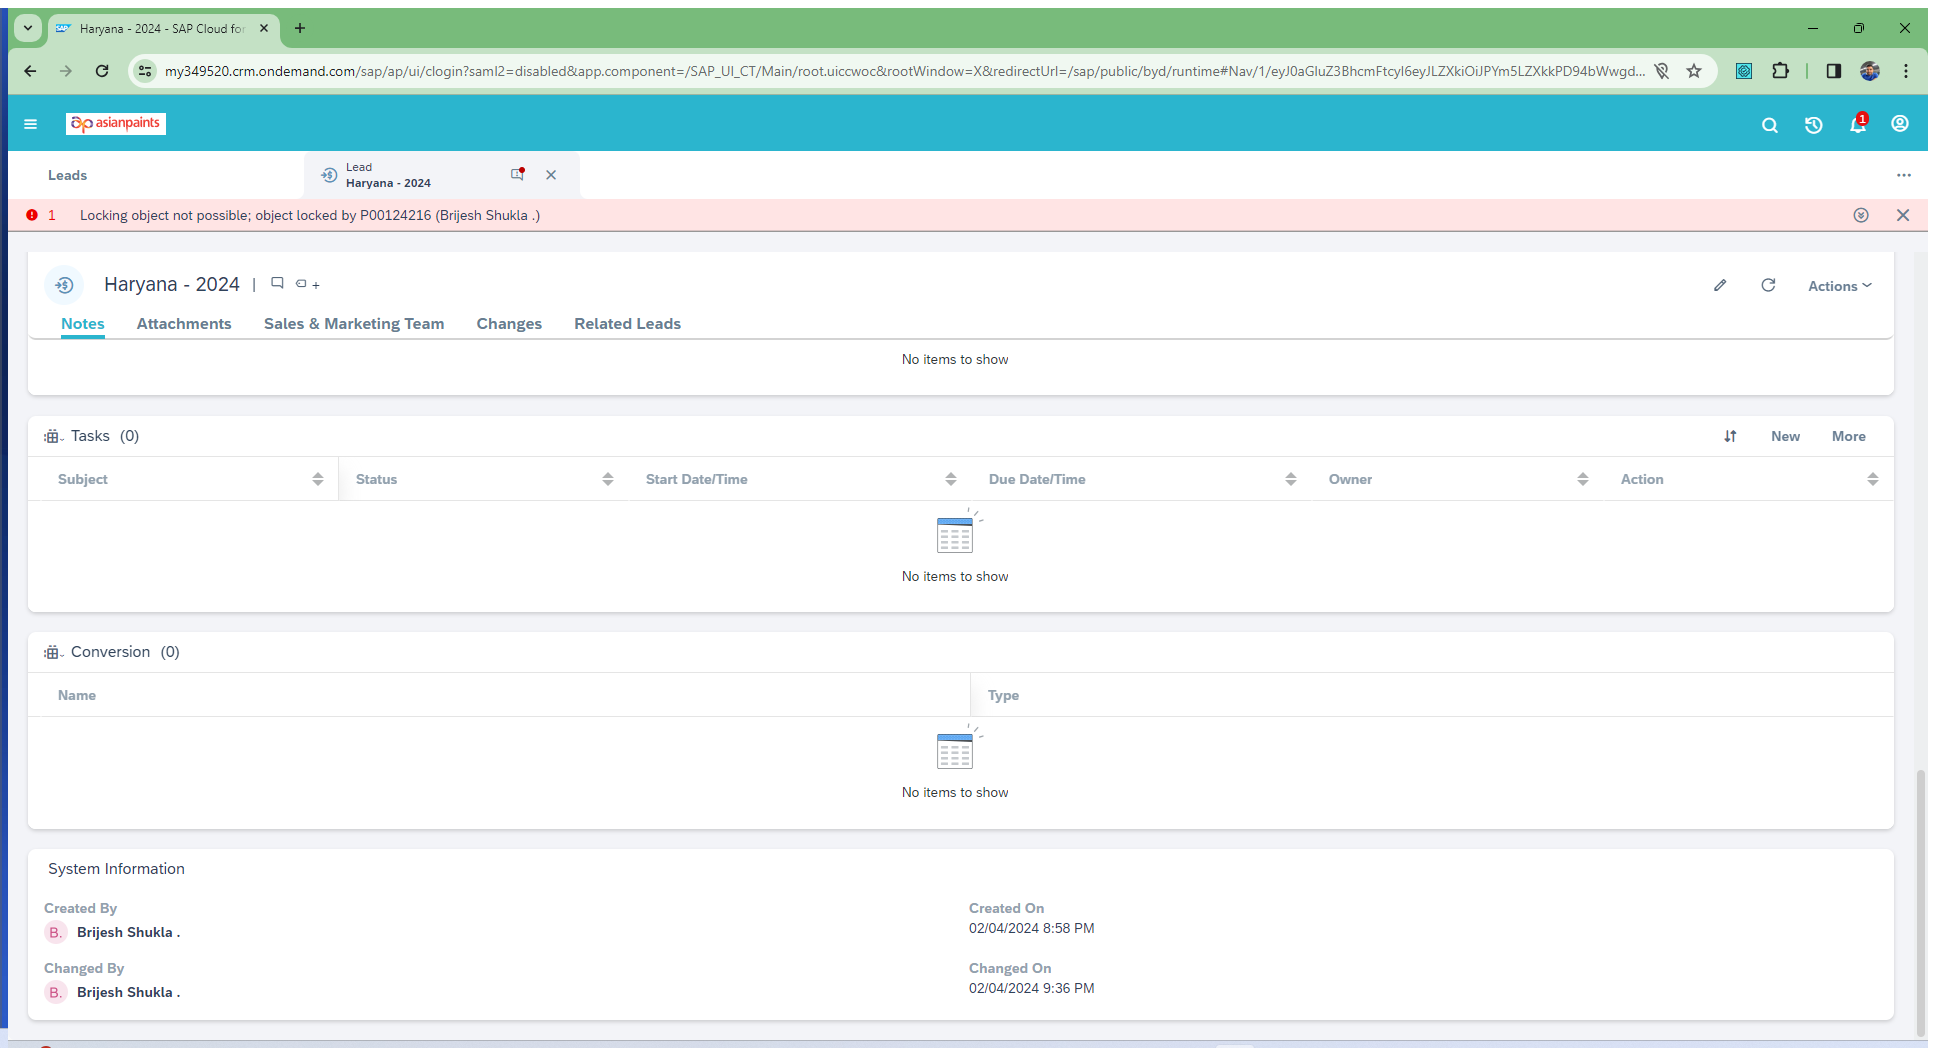 Haryana - 2024 - SAP Cloud for
my349520.crm.ondemand.com/sap/ap/ui/clogin?saml2=disabled&app.component=/SAP_UI_CT/Main/root.uiccwoc&rootWindow=X&redirectUrl=/sap/public/byd/runtime#Nav/1/eyJ0aGluZ3BhcmFtcyI6eyJLZXkiOiJPYm5LZXkkPD94bWwgd...
asianpaints
1
Leads
Lead
Haryana - 2024
1 Locking object not possible; object locked by P00124216 (Brijesh Shukla .)
Haryana - 2024 |
Actions
Notes Attachments Sales & Marketing Team Changes Related Leads
No items to show
Tasks (0) New More
Subject Status Start Date/Time Due Date/Time Owner Action
No items to show
Conversion (0)
Name Type
No items to show
System Information
Created By Created On
B. Brijesh Shukla . 02/04/2024 8:58 PM
Changed By Changed On
B. Brijesh Shukla . 02/04/2024 9:36 PM